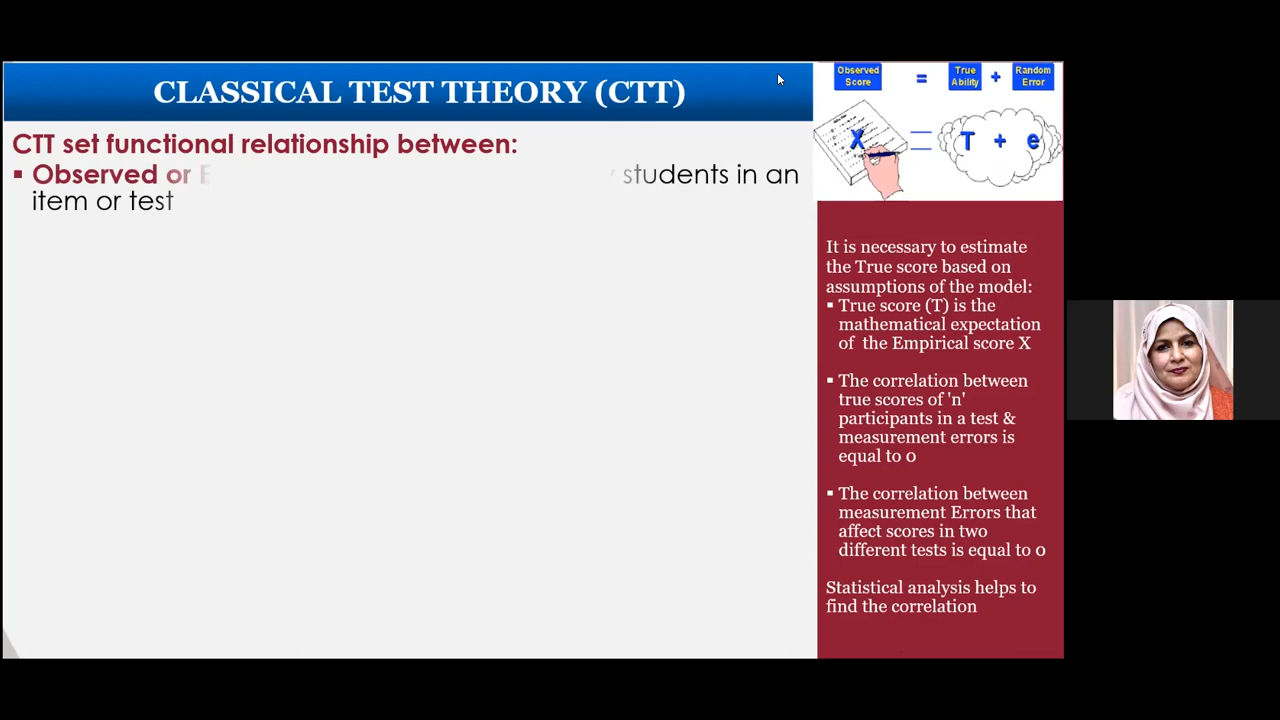 CLASSICAL TEST THEORY (CTT)
CTT set functional relationship between:
▪ Observed or
students in an
item or test
Observed
Score
=
True
Ability
+
Random
Error
X = T + e
It is necessary to estimate
the True score based on
assumptions of the model:
▪ True score (T) is the
mathematical expectation
of the Empirical score X
▪ The correlation between
true scores of 'n'
participants in a test &
measurement errors is
equal to 0
▪ The correlation between
measurement Errors that
affect scores in two
different tests is equal to 0
Statistical analysis helps to
find the correlation